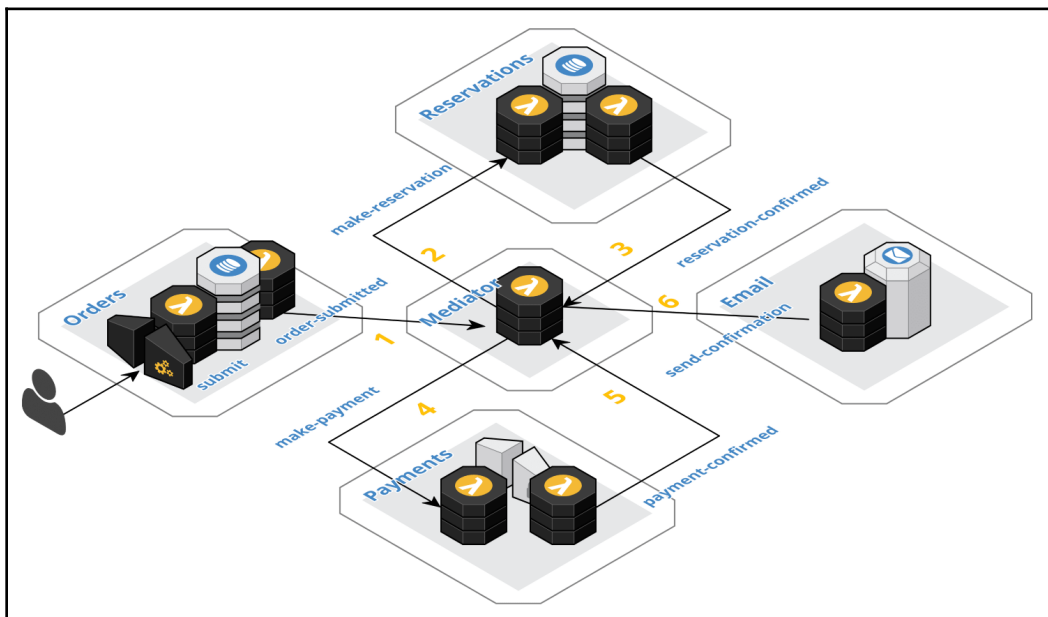 Reservations
make-reservation
2
3
reservation-confirmed
Orders
order-submitted
submit
1
Mediator
6
Email
send-confirmation
make-payment
4
5
Payments
payment-confirmed
λ
λ
λ
λ
λ
λ
λ
λ